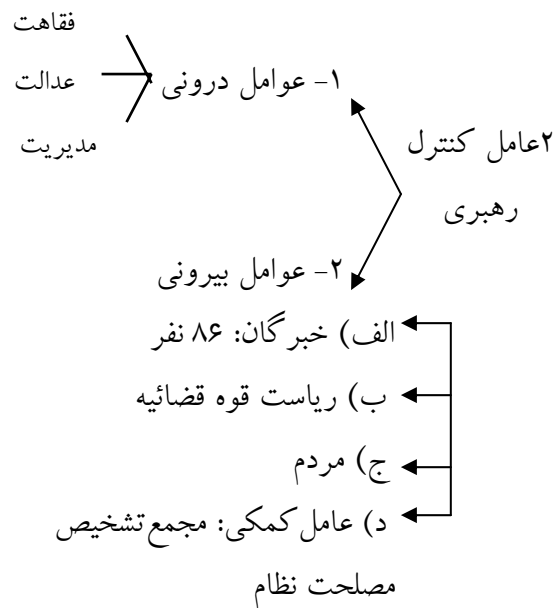 ۲عامل کنترل
رهبری
۱- عوامل درونی
فقاهت
عدالت
مدیریت
۲- عوامل بیرونی
الف) خبرگان: ۸۶ نفر
ب) ریاست قوه قضائیه
ج) مردم
د) عامل کمکی: مجمع تشخیص
مصلحت نظام